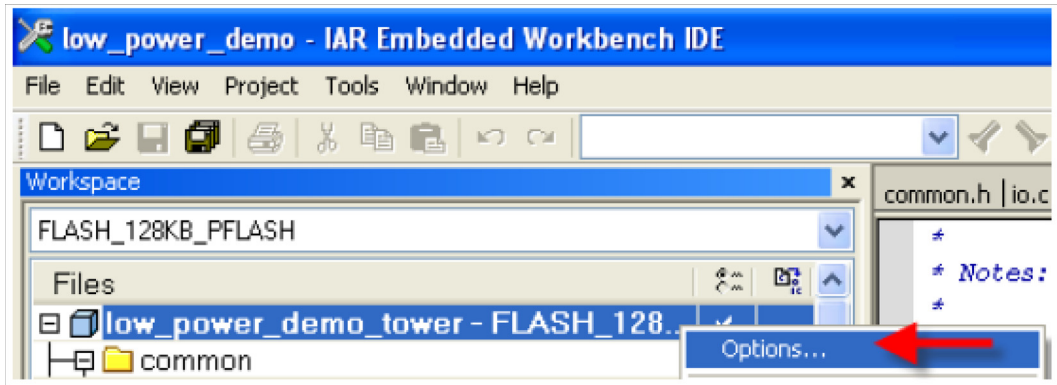 low_power_demo - IAR Embedded Workbench IDE
File Edit View Project Tools Window Help
Workspace
common.h | io.c
FLASH_128KB_PFLASH
*
Files
* Notes:
*
low_power_demo_tower - FLASH_128...
Options...
common